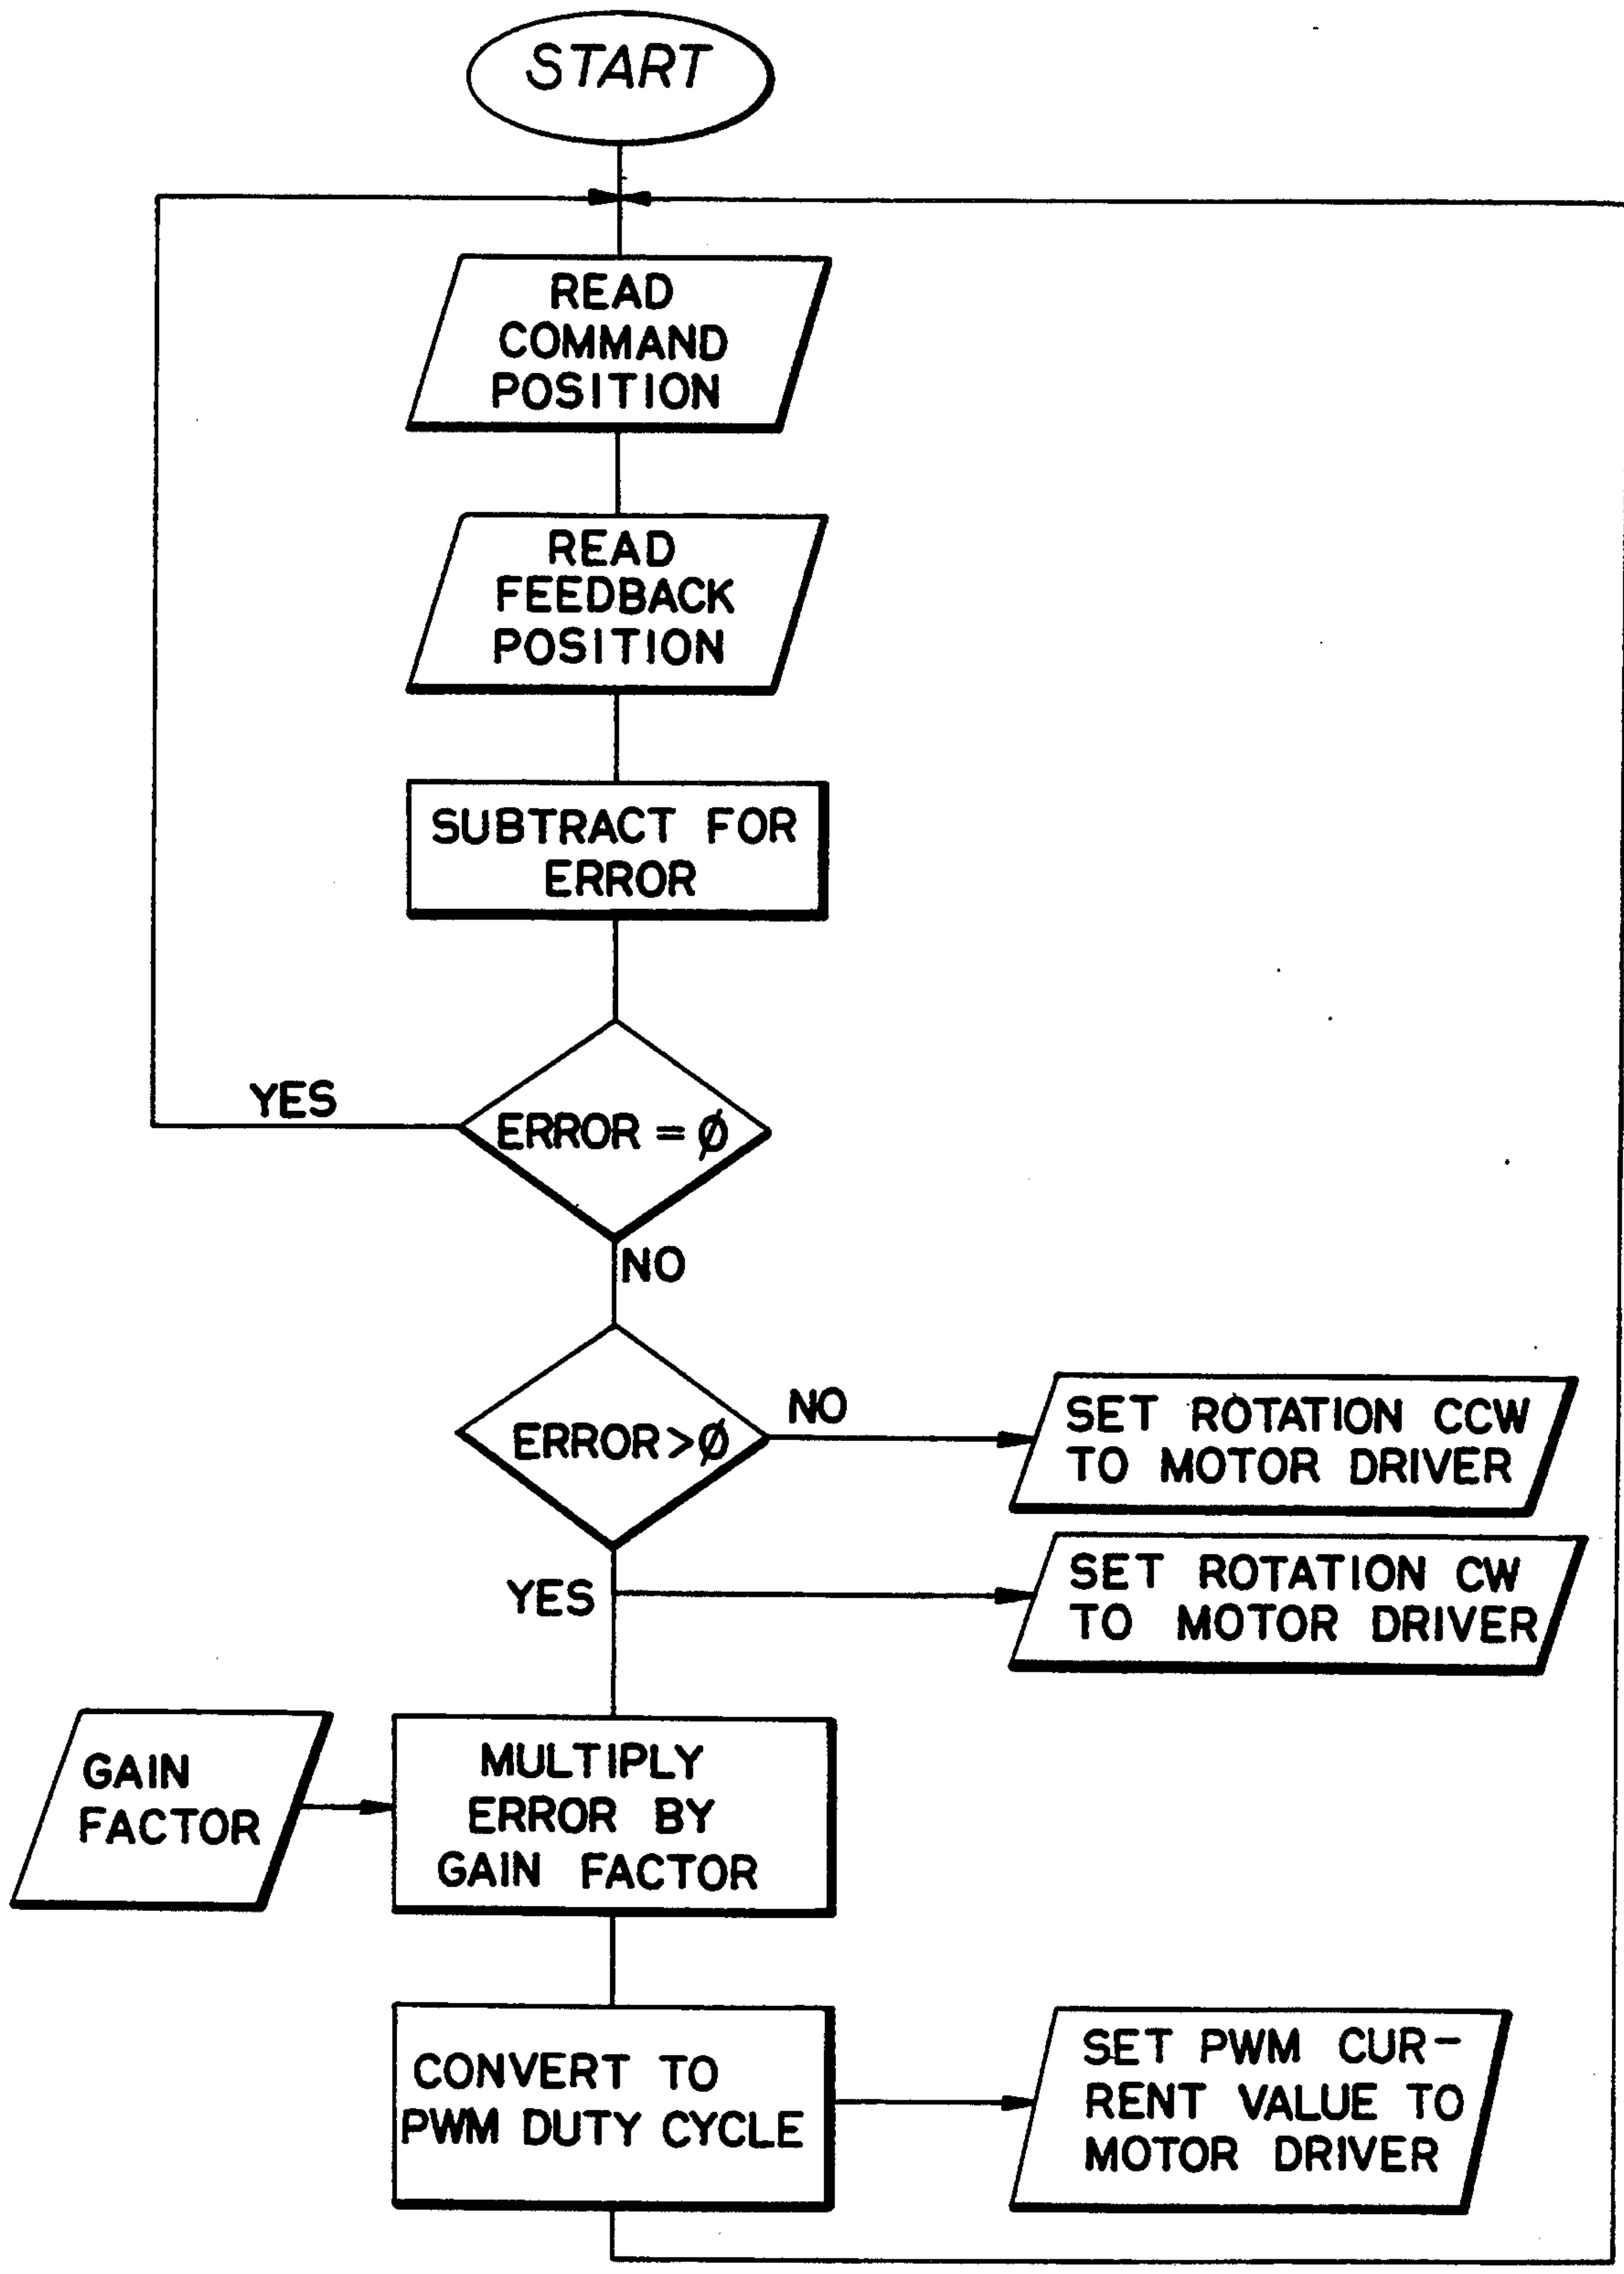 START
READ
COMMAND
POSITION
READ
FEEDBACK
POSITION
SUBTRACT FOR
ERROR
YES
ERROR = Ø
NO
ERROR>Ø
NO
SET ROTATION CCW
TO MOTOR DRIVER
YES
SET ROTATION CW
TO MOTOR DRIVER
GAIN
FACTOR
MULTIPLY
ERROR BY
GAIN FACTOR
CONVERT TO
PWM DUTY CYCLE
SET PWM CUR-
RENT VALUE TO
MOTOR DRIVER